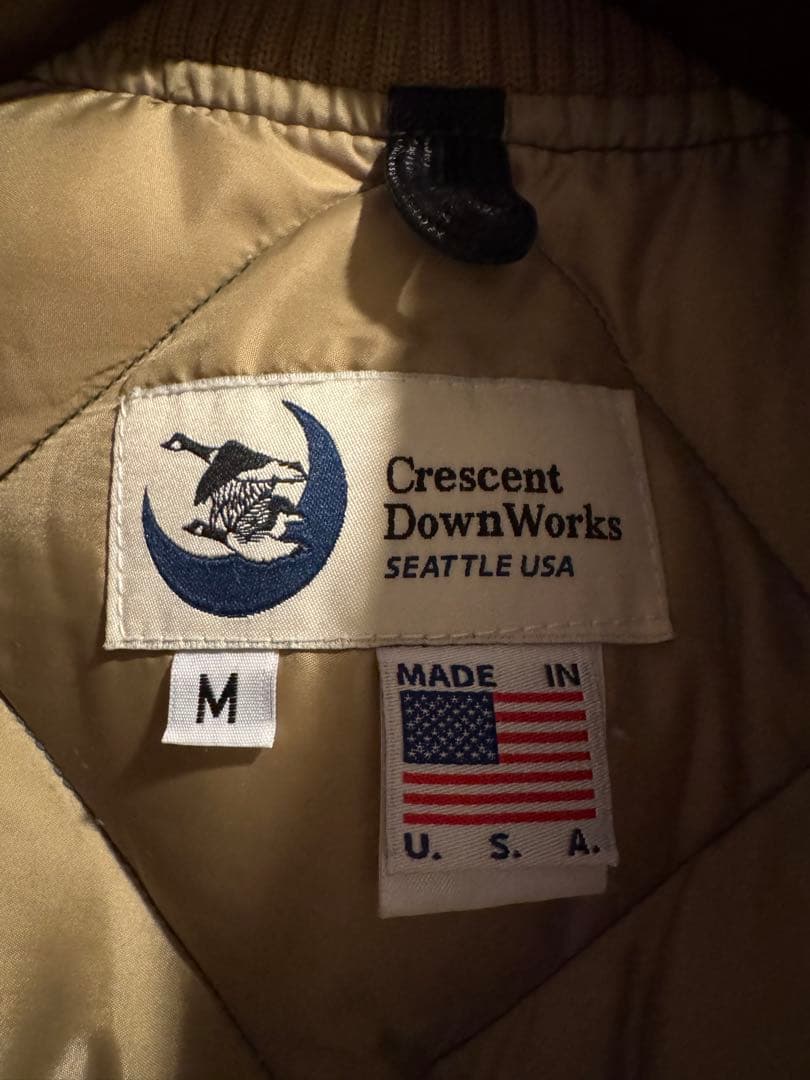 Crescent
DownWorks
SEATTLE USA
M
MADE IN
U. S. A.